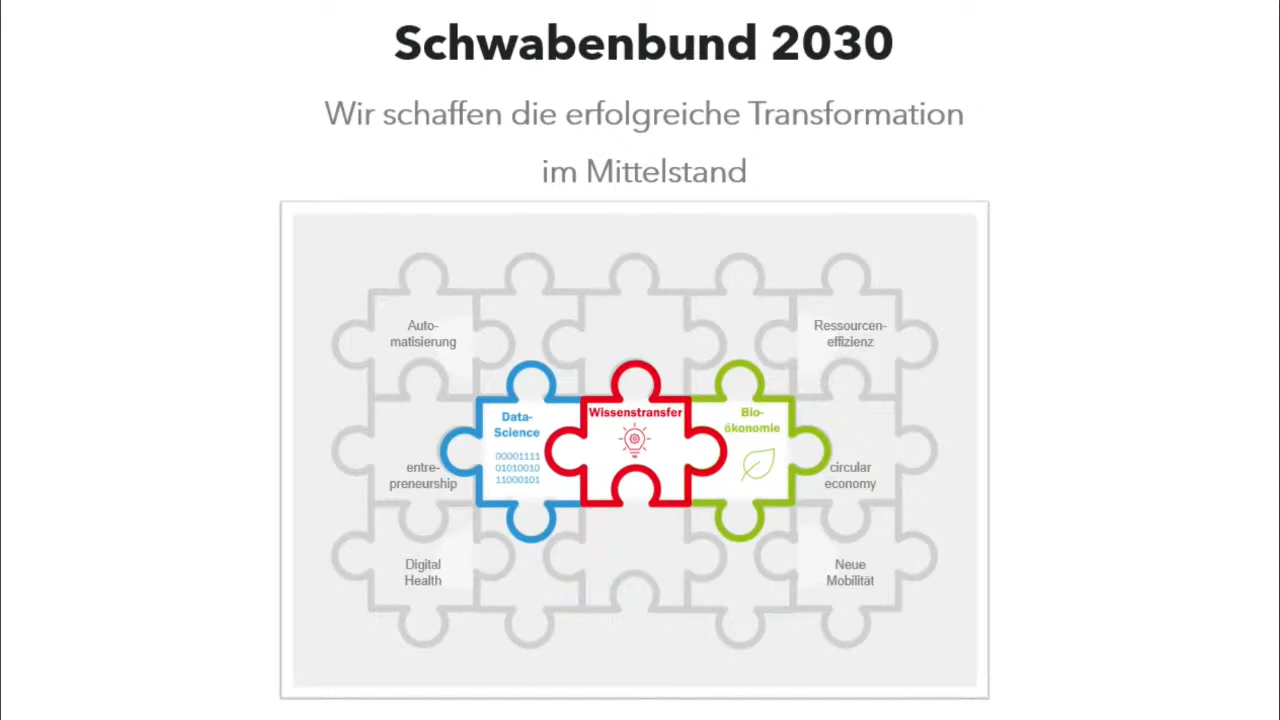 Schwabenbund 2030
Wir schaffen die erfolgreiche Transformation
im Mittelstand
Auto-
matisierung
Ressourcen-
effizienz
Data-
Science
00001111
01010010
11000101
Wissenstransfer
Bio-
ökonomie
entre-
preneurship
circular
economy
Digital
Health
Neue
Mobilität